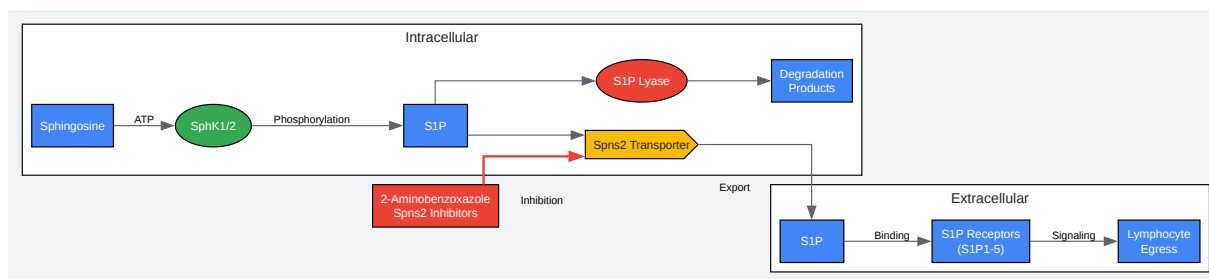 Intracellular
S1P Lyase
Degradation
Products
Sphingosine
ATP
SphK1/2
Phosphorylation
S1P
Spns2 Transporter
2-Aminobenzoxazole
Spns2 Inhibitors
Inhibition
Export
Extracellular
S1P
Binding
S1P Receptors
(S1P1-5)
Signaling
Lymphocyte
Egress